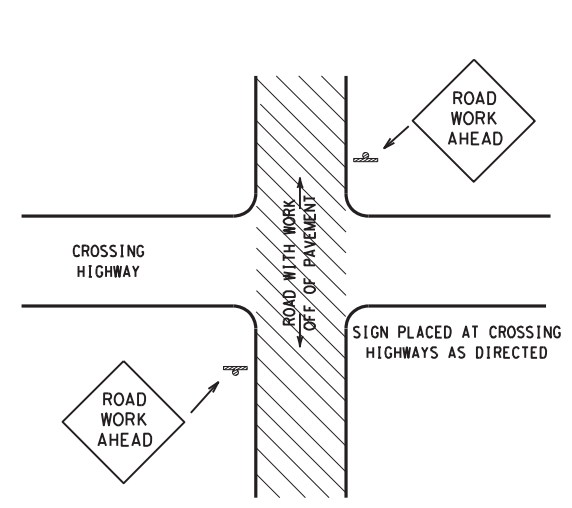 ROAD
WORK
AHEAD
CROSSING
HIGHWAY
ROAD WITH WORK
OFF OF PAVEMENT
SIGN PLACED AT CROSSING
HIGHWAYS AS DIRECTED
ROAD
WORK
AHEAD